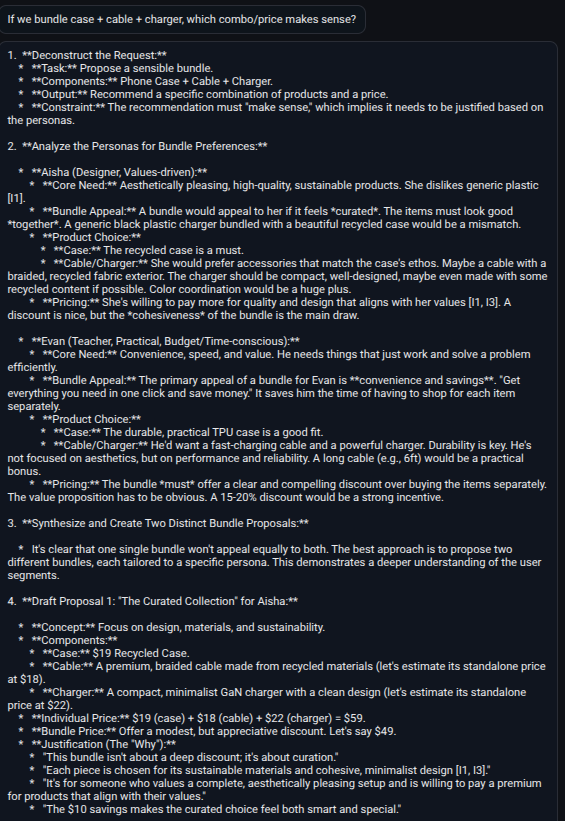 If we bundle case + cable + charger, which combo/price makes sense?
1. **Deconstruct the Request:**
* **Task:** Propose a sensible bundle.
* **Components:** Phone Case + Cable + Charger.
* **Output:** Recommend a specific combination of products and a price.
* **Constraint:** The recommendation must "make sense," which implies it needs to be justified based on
the personas.
2. **Analyze the Personas for Bundle Preferences:**
* **Aisha (Designer, Values-driven):**
* **Core Need:** Aesthetically pleasing, high-quality, sustainable products. She dislikes generic plastic
[I1].
* **Bundle Appeal:** A bundle would appeal to her if it feels *curated*. The items must look good
*together*. A generic black plastic charger bundled with a beautiful recycled case would be a mismatch.
* **Product Choice:**
* **Case:** The recycled case is a must.
* **Cable/Charger:** She would prefer accessories that match the case's ethos. Maybe a cable with a
braided, recycled fabric exterior. The charger should be compact, well-designed, maybe even made with some
recycled content if possible. Color coordination would be a huge plus.
* **Pricing:** She's willing to pay more for quality and design that aligns with her values [I1, I3]. A
discount is nice, but the *cohesiveness* of the bundle is the main draw.
* **Evan (Teacher, Practical, Budget/Time-conscious):**
* **Core Need:** Convenience, speed, and value. He needs things that just work and solve a problem
efficiently.
* **Bundle Appeal:** The primary appeal of a bundle for Evan is **convenience and savings**. "Get
everything you need in one click and save money." It saves him the time of having to shop for each item
separately.
* **Product Choice:**
* **Case:** The durable, practical TPU case is a good fit.
* **Cable/Charger:** He'd want a fast-charging cable and a powerful charger. Durability is key. He's
not focused on aesthetics, but on performance and reliability. A long cable (e.g., 6ft) would be a practical
bonus.
* **Pricing:** The bundle *must* offer a clear and compelling discount over buying the items separately.
The value proposition has to be obvious. A 15-20% discount would be a strong incentive.
3. **Synthesize and Create Two Distinct Bundle Proposals:**
* It's clear that one single bundle won't appeal equally to both. The best approach is to propose two
different bundles, each tailored to a specific persona. This demonstrates a deeper understanding of the user
segments.
4. **Draft Proposal 1: "The Curated Collection" for Aisha:**
* **Concept:** Focus on design, materials, and sustainability.
* **Components:**
* **Case:** $19 Recycled Case.
* **Cable:** A premium, braided cable made from recycled materials (let's estimate its standalone price
at $18).
* **Charger:** A compact, minimalist GaN charger with a clean design (let's estimate its standalone
price at $22).
* **Individual Price:** $19 (case) + $18 (cable) + $22 (charger) = $59.
* **Bundle Price:** Offer a modest, but appreciative discount. Let's say $49.
* **Justification (The "Why"):**
* "This bundle isn't about a deep discount; it's about curation."
* "Each piece is chosen for its sustainable materials and cohesive, minimalist design [I1, I3]."
* "It's for someone who values a complete, aesthetically pleasing setup and is willing to pay a premium
for products that align with their values."
* "The $10 savings makes the curated choice feel both smart and special."